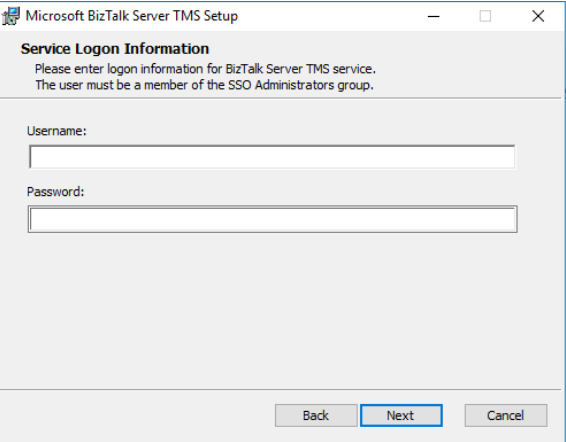 Microsoft BizTalk Server TMS Setup
Service Logon Information
Please enter logon information for BizTalk Server TMS service.
The user must be a member of the SSO Administrators group.
Username:
Password:
Back Next Cancel